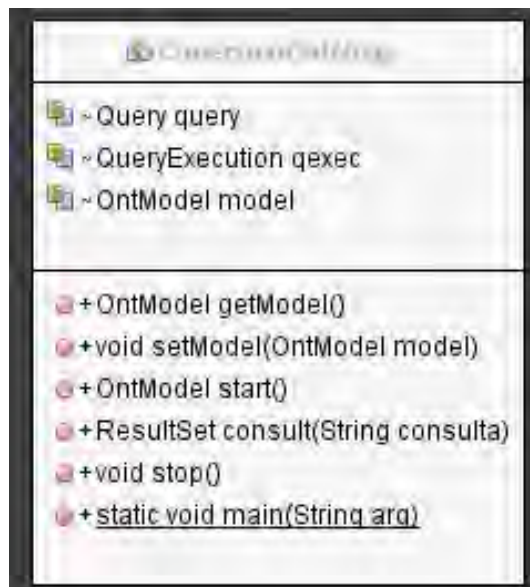 ~Query query
~QueryExecution qexec
~OntModel model
+OntModel getModel()
+void setModel(OntModel model)
+OntModel start()
+ResultSet consult(String consulta)
+void stop()
+static void main(String arg)